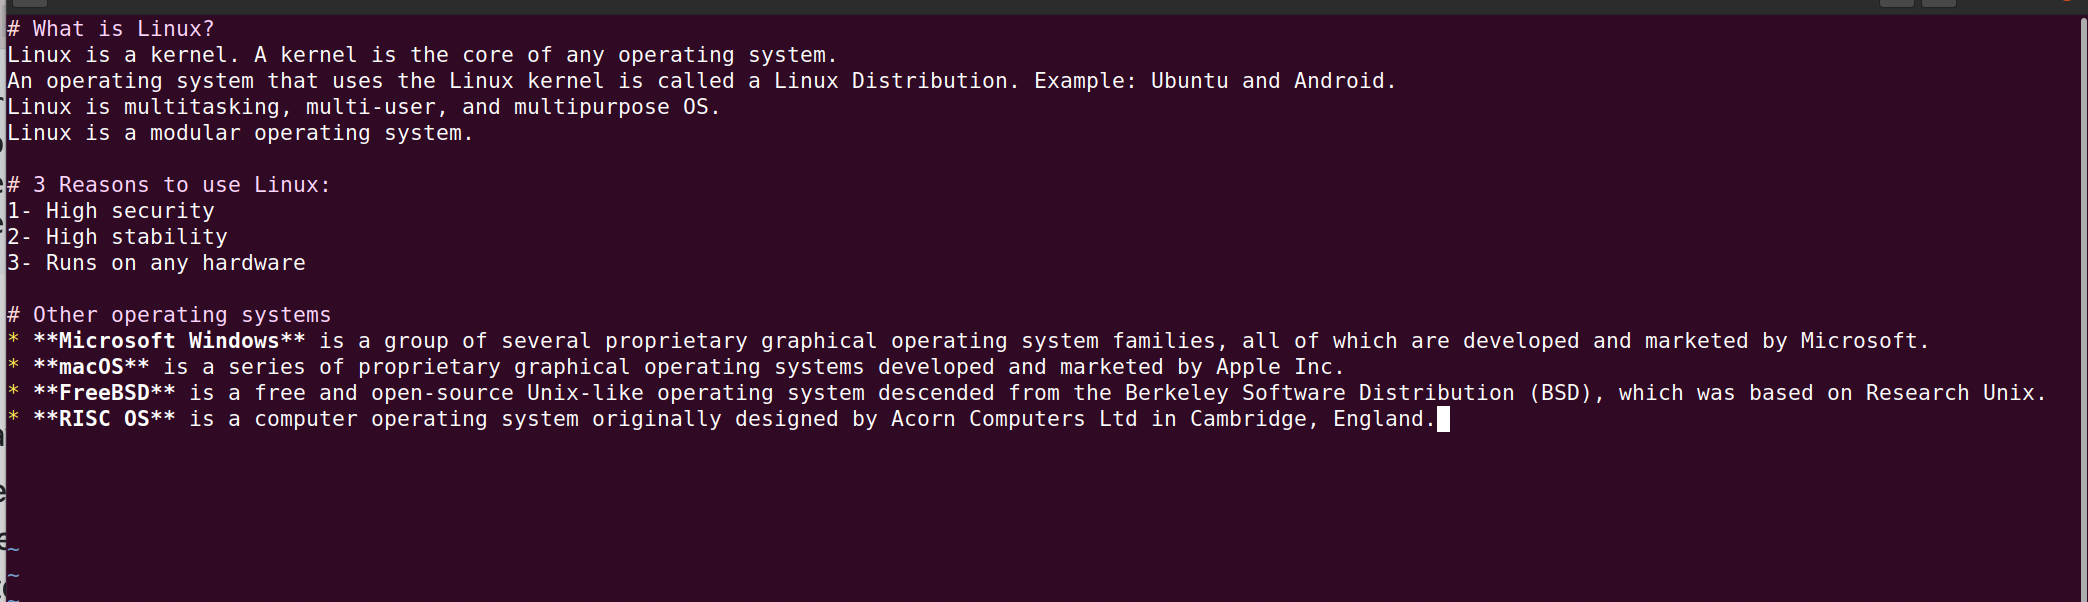 # What is Linux?
Linux is a kernel. A kernel is the core of any operating system.
An operating system that uses the Linux kernel is called a Linux Distribution. Example: Ubuntu and Android.
Linux is multitasking, multi-user, and multipurpose OS.
Linux is a modular operating system.

# 3 Reasons to use Linux:
1- High security
2- High stability
3- Runs on any hardware

# Other operating systems
* **Microsoft Windows** is a group of several proprietary graphical operating system families, all of which are developed and marketed by Microsoft.
* **macOS** is a series of proprietary graphical operating systems developed and marketed by Apple Inc.
* **FreeBSD** is a free and open-source Unix-like operating system descended from the Berkeley Software Distribution (BSD), which was based on Research Unix.
* **RISC OS** is a computer operating system originally designed by Acorn Computers Ltd in Cambridge, England.
~
~
~